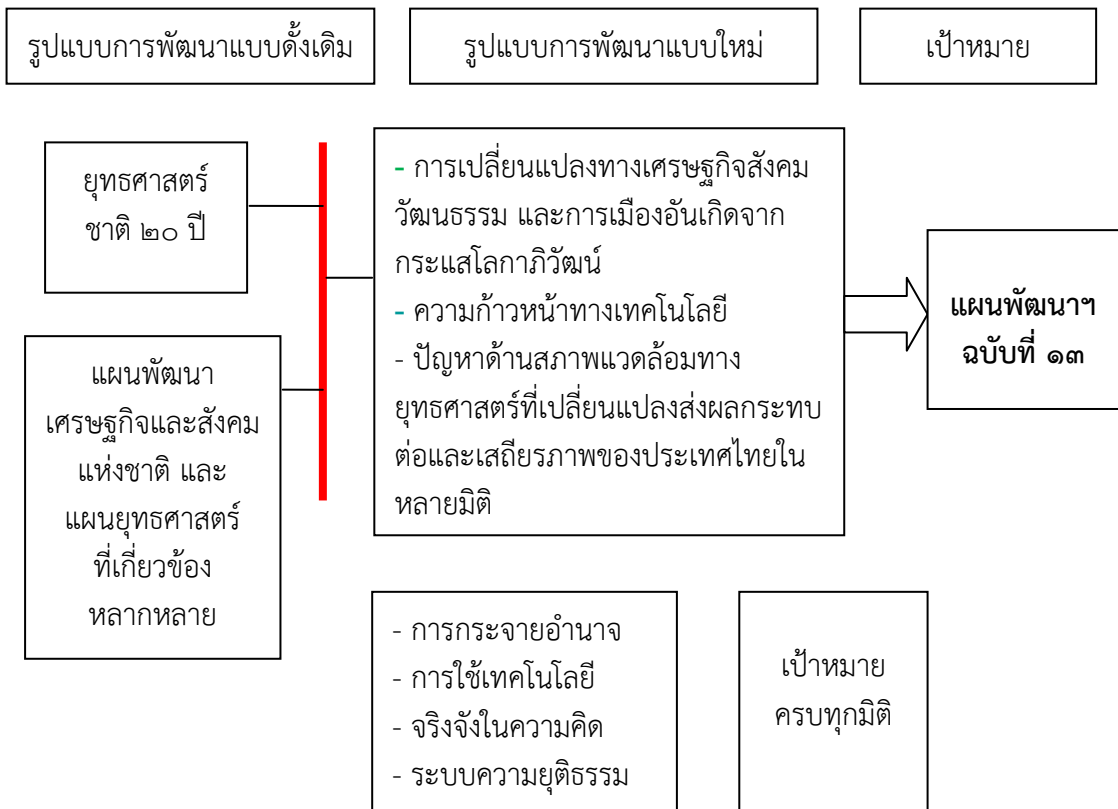 รูปแบบการพัฒนาแบบดั้งเดิม
รูปแบบการพัฒนาแบบใหม่
เป้าหมาย
ยุทธศาสตร์
ชาติ ๒๐ ปี
แผนพัฒนา
เศรษฐกิจและสังคม
แห่งชาติ และ
แผนยุทธศาสตร์
ที่เกี่ยวข้อง
หลากหลาย
- การเปลี่ยนแปลงทางเศรษฐกิจสังคม
วัฒนธรรม และการเมืองอันเกิดจาก
กระแสโลกาภิวัฒน์
- ความก้าวหน้าทางเทคโนโลยี
- ปัญหาด้านสภาพแวดล้อมทาง
ยุทธศาสตร์ที่เปลี่ยนแปลงส่งผลกระทบ
ต่อและเสถียรภาพของประเทศไทยใน
หลายมิติ
แผนพัฒนาฯ
ฉบับที่ ๑๓
- การกระจายอำนาจ
- การใช้เทคโนโลยี
- จริงจังในความคิด
- ระบบความยุติธรรม
เป้าหมาย
ครบทุกมิติ